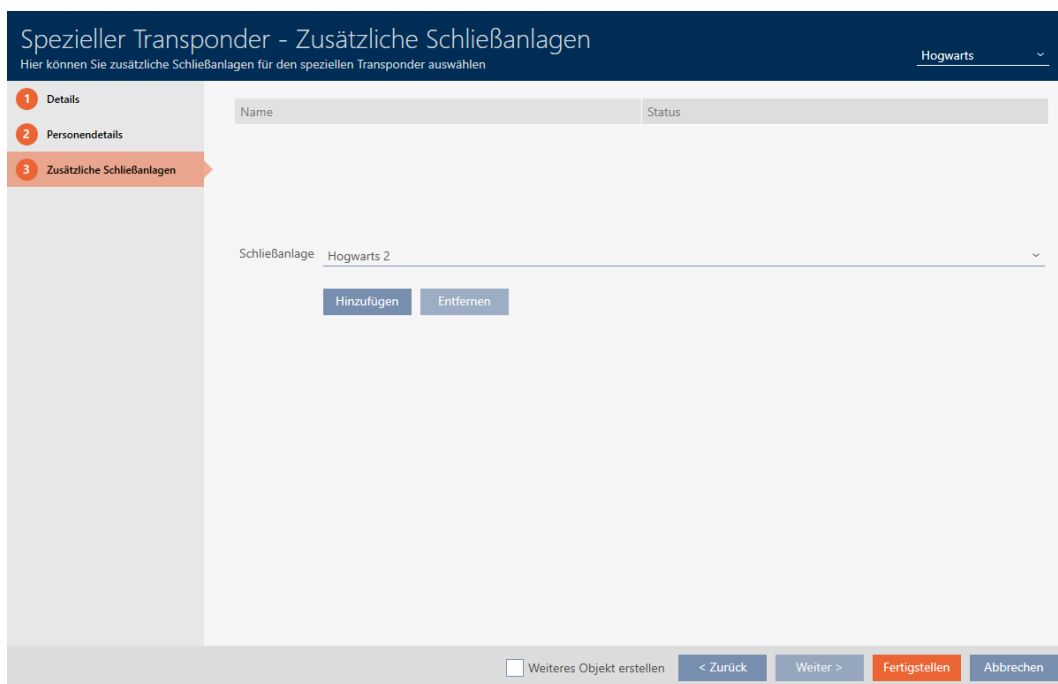 Spezieller Transponder - Zusätzliche Schließanlagen
Hier können Sie zusätzliche Schließanlagen für den speziellen Transponder auswählen
Hogwarts
1 Details
2 Personendetails
3 Zusätzliche Schließanlagen
Name Status
Schließanlage Hogwarts 2
Hinzufügen Entfernen
Weiteres Objekt erstellen < Zurück Weiter > Fertigstellen Abbrechen